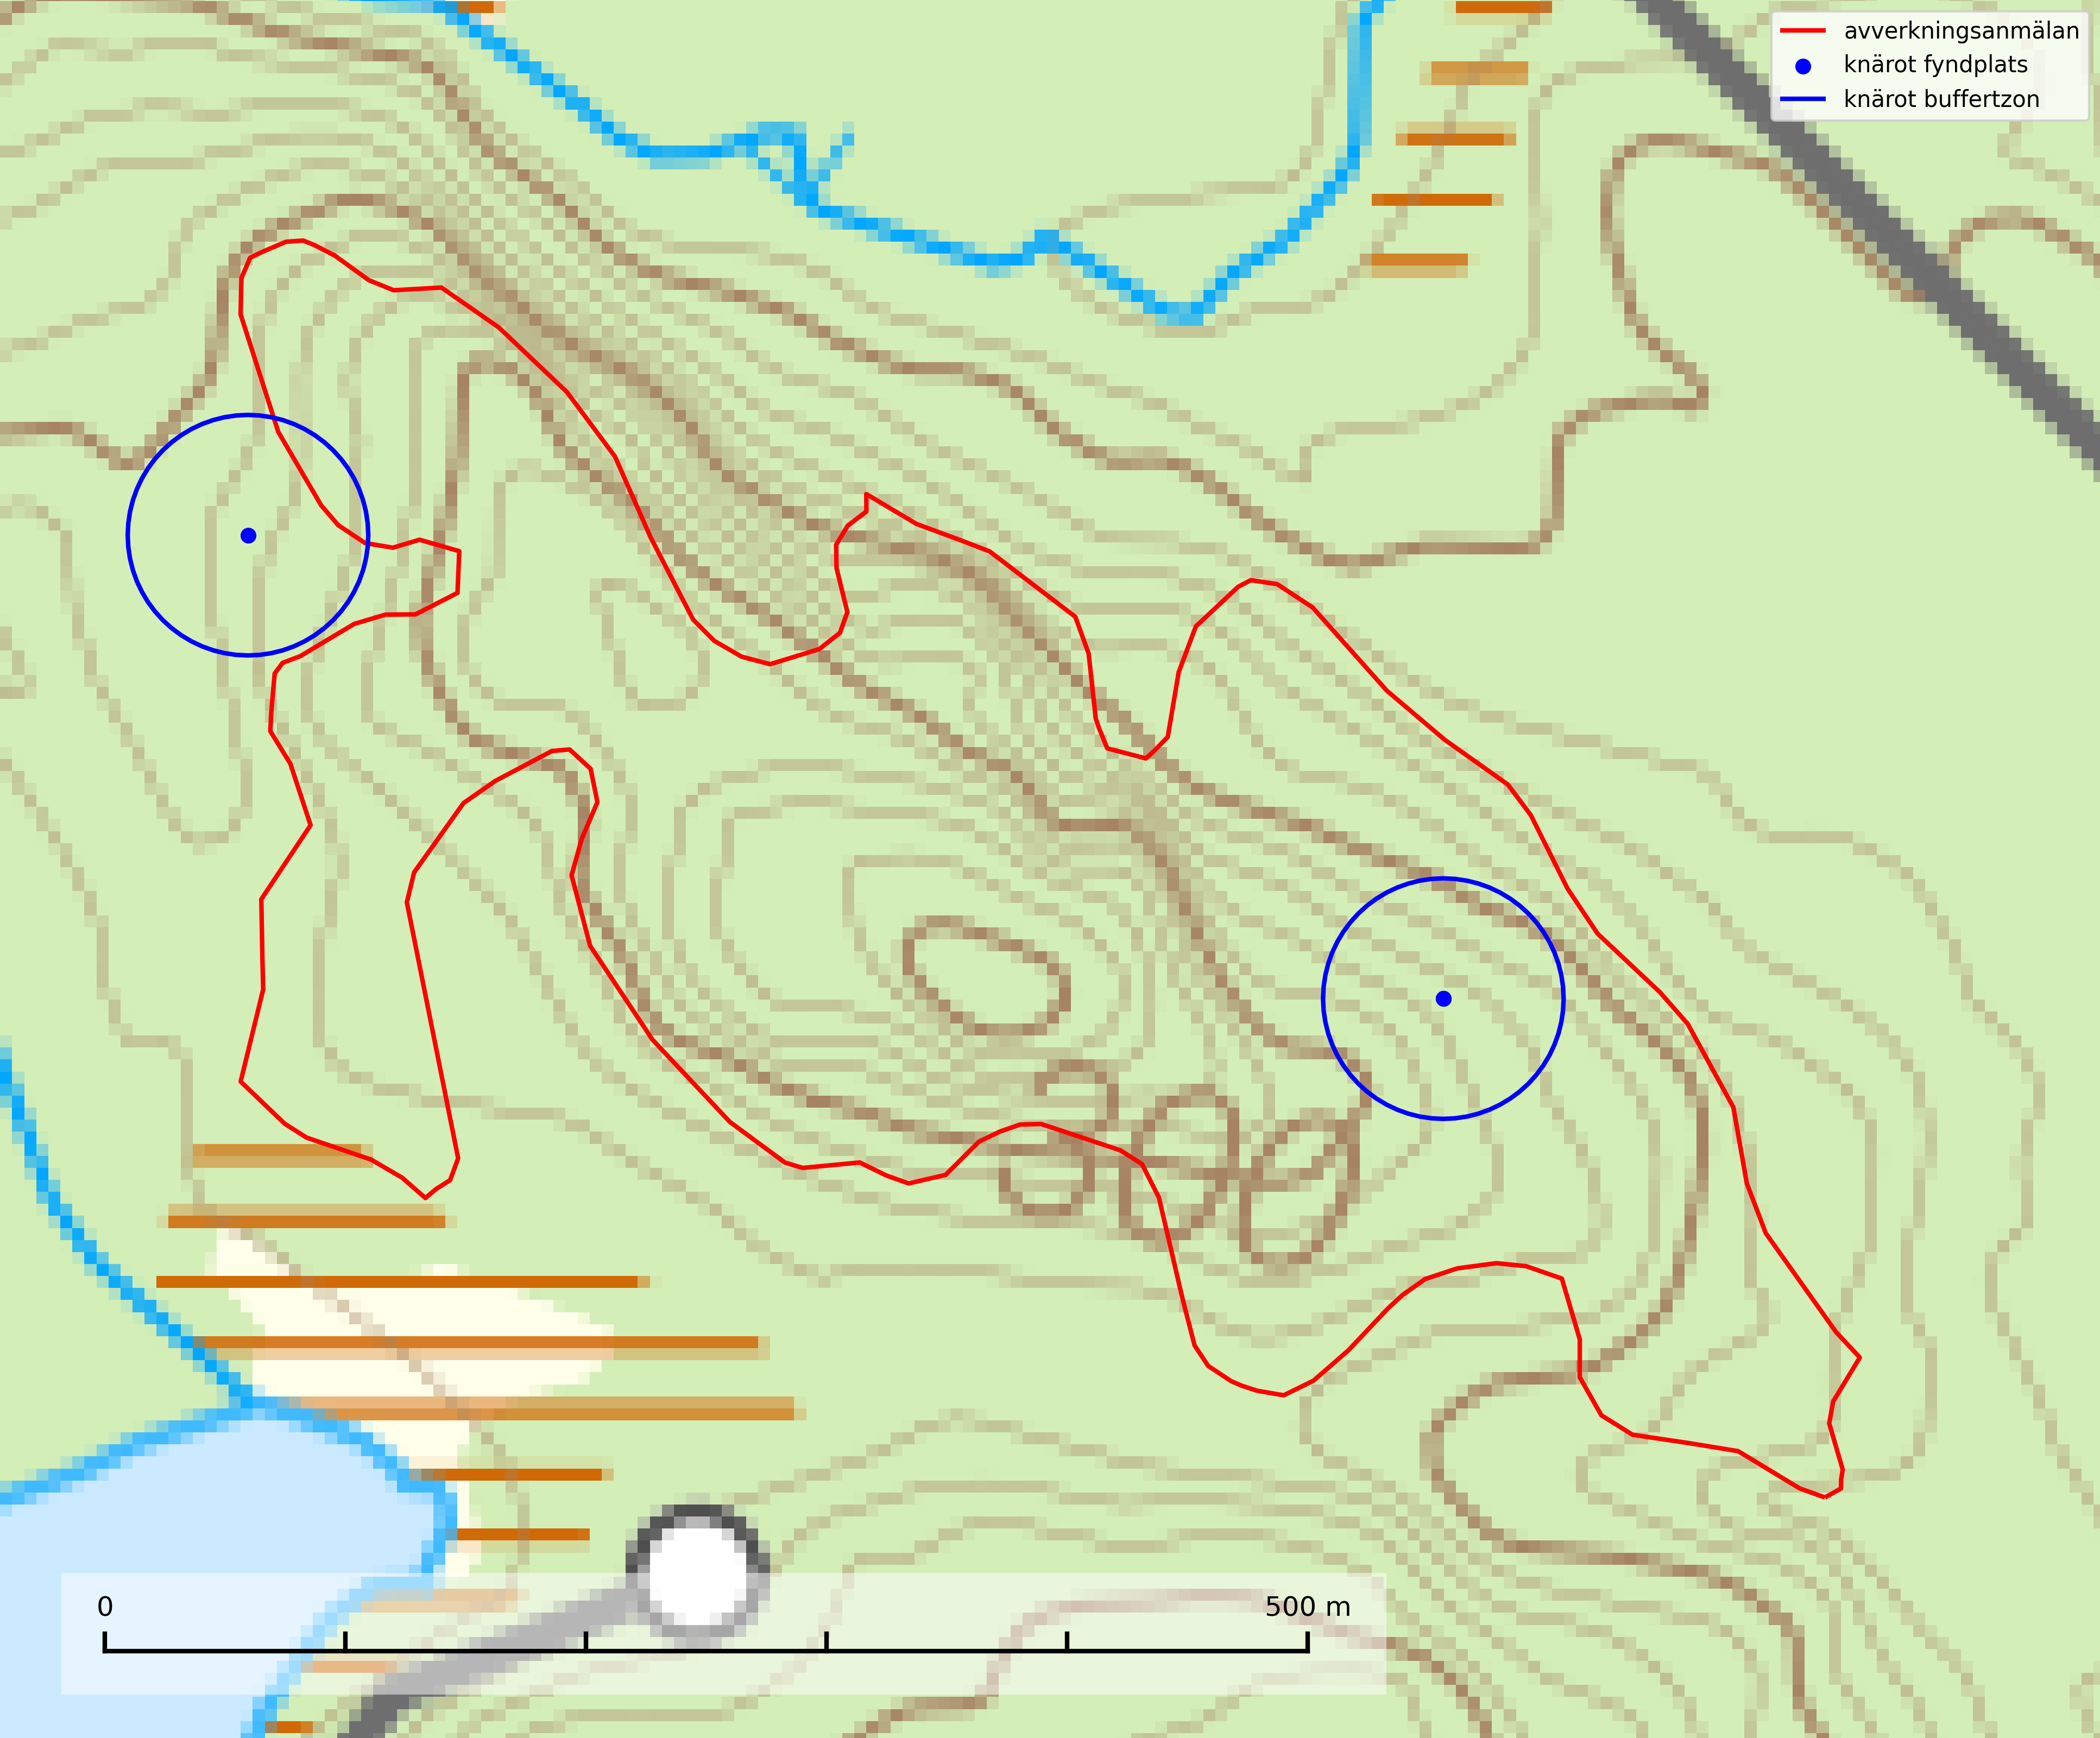 avverkningsanmälan
knärot fyndplats
knärot buffertzon
0
500 m